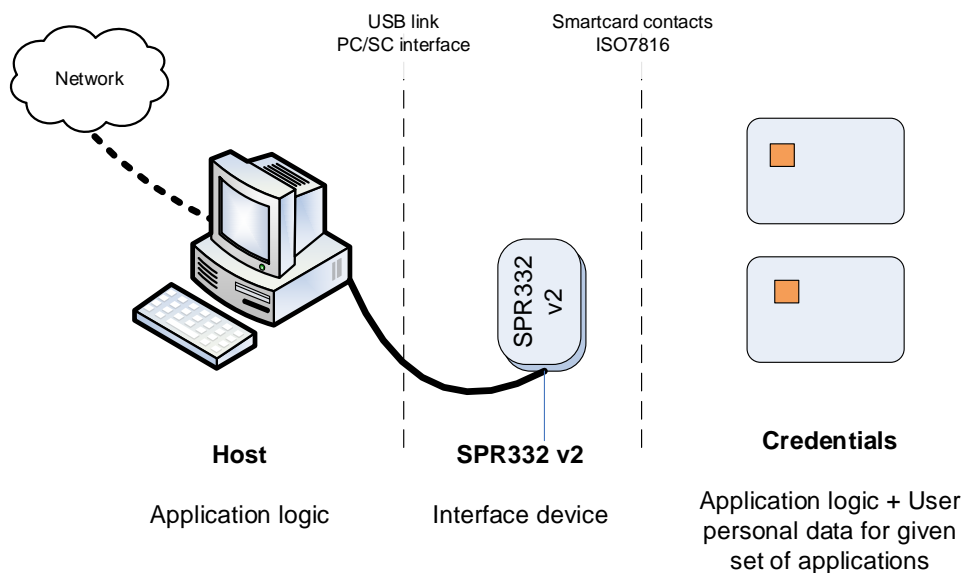 USB link
PC/SC interface
Smartcard contacts
ISO7816
Network
SPR332
v2
Host
SPR332 v2
Credentials
Application logic
Interface device
Application logic + User
personal data for given
set of applications